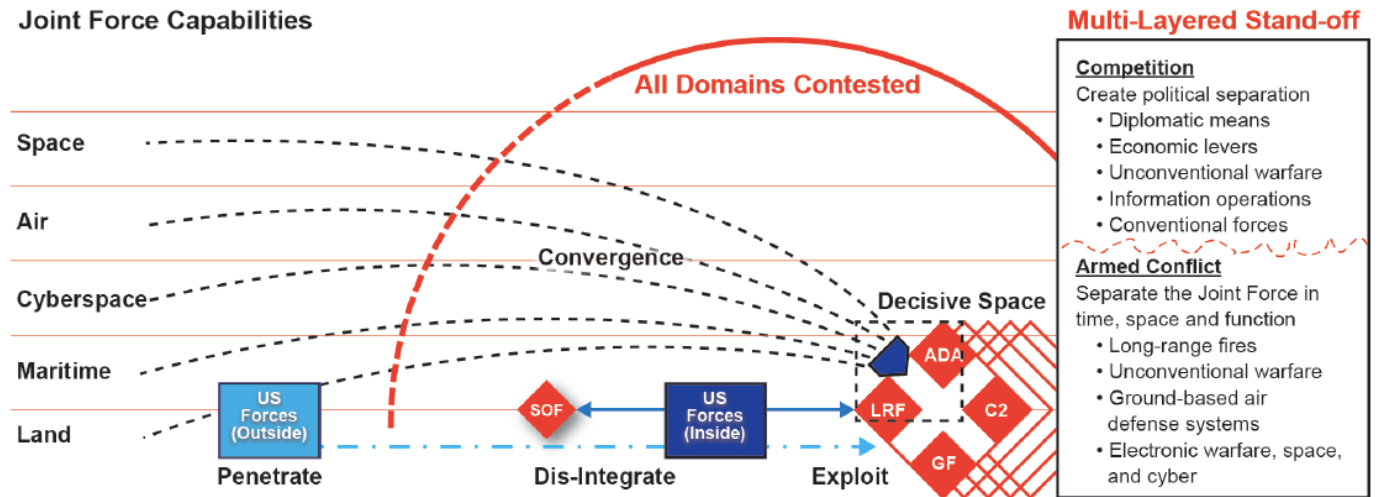 Joint Force Capabilities
Multi-Layered Stand-off
All Domains Contested
Space
Air
Cyberspace
Maritime
Land
Convergence
Decisive Space
US
Forces
(Outside)
SOF
US
Forces
(Inside)
ADA
LRF
C2
GF
Penetrate
Dis-Integrate
Exploit
Competition
Create political separation
• Diplomatic means
• Economic levers
• Unconventional warfare
• Information operations
• Conventional forces
Armed Conflict
Separate the Joint Force in
time, space and function
• Long-range fires
• Unconventional warfare
• Ground-based air
defense systems
• Electronic warfare, space,
and cyber